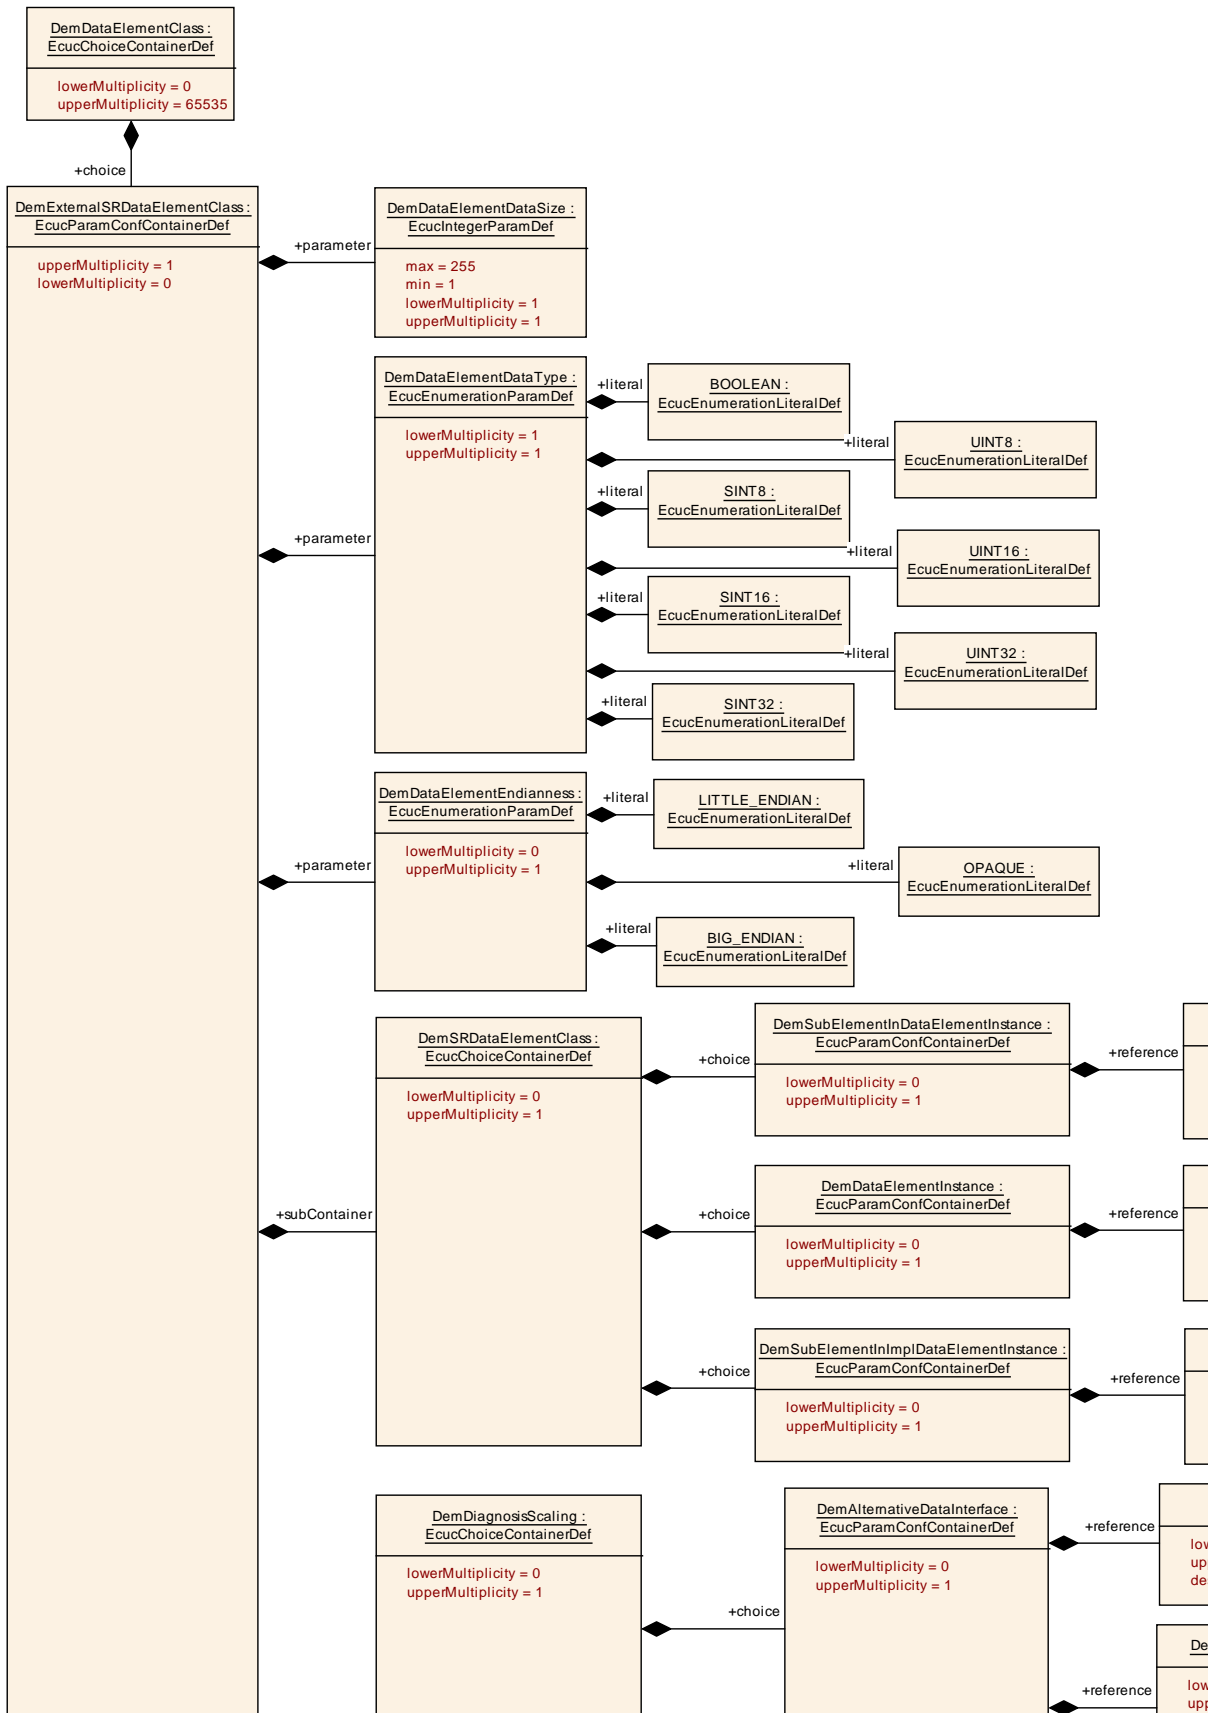 DemDataElementClass :
EcucChoiceContainerDef
lowerMultiplicity = 0
upperMultiplicity = 65535
+choice
DemExternalSRDataElementClass :
EcucParamConfContainerDef
upperMultiplicity = 1
lowerMultiplicity = 0
+parameter
DemDataElementDataSize :
EcucIntegerParamDef
max = 255
min = 1
lowerMultiplicity = 1
upperMultiplicity = 1
+parameter
DemDataElementDataType :
EcucEnumerationParamDef
lowerMultiplicity = 1
upperMultiplicity = 1
+literal
BOOLEAN :
EcucEnumerationLiteralDef
+literal
UINT8 :
EcucEnumerationLiteralDef
+literal
SINT8 :
EcucEnumerationLiteralDef
+literal
UINT16 :
EcucEnumerationLiteralDef
+literal
SINT16 :
EcucEnumerationLiteralDef
+literal
UINT32 :
EcucEnumerationLiteralDef
+literal
SINT32 :
EcucEnumerationLiteralDef
+parameter
DemDataElementEndianness :
EcucEnumerationParamDef
lowerMultiplicity = 0
upperMultiplicity = 1
+literal
LITTLE_ENDIAN :
EcucEnumerationLiteralDef
+literal
OPAQUE :
EcucEnumerationLiteralDef
+literal
BIG_ENDIAN :
EcucEnumerationLiteralDef
+subContainer
DemSRDataElementClass :
EcucChoiceContainerDef
lowerMultiplicity = 0
upperMultiplicity = 1
+choice
DemSubElementInDataElementInstance :
EcucParamConfContainerDef
lowerMultiplicity = 0
upperMultiplicity = 1
+reference
+choice
DemDataElementInstance :
EcucParamConfContainerDef
lowerMultiplicity = 0
upperMultiplicity = 1
+reference
+choice
DemSubElementInImplDataElementInstance :
EcucParamConfContainerDef
lowerMultiplicity = 0
upperMultiplicity = 1
+reference
DemDiagnosisScaling :
EcucChoiceContainerDef
lowerMultiplicity = 0
upperMultiplicity = 1
+choice
DemAlternativeDataInterface :
EcucParamConfContainerDef
lowerMultiplicity = 0
upperMultiplicity = 1
+reference
+reference